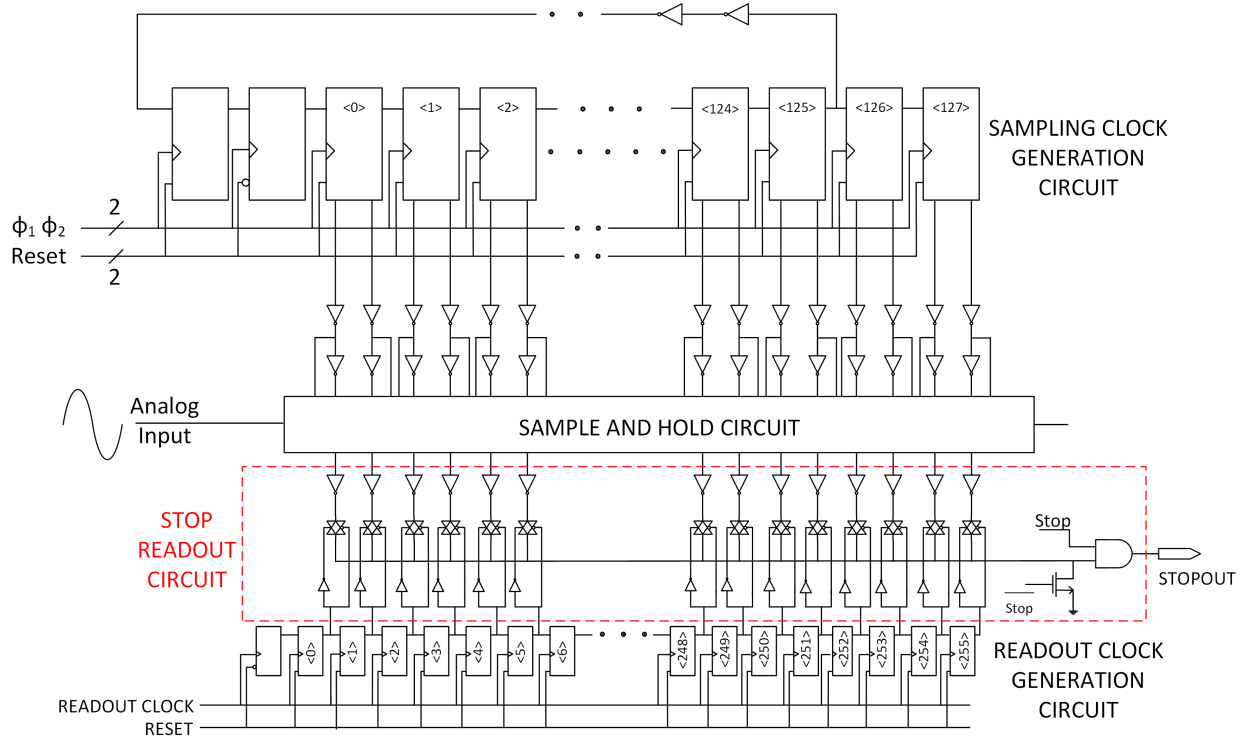 <0>
<1>
<2>
<124>
<125>
<126>
<127>
SAMPLING CLOCK
GENERATION
CIRCUIT
2
ϕ₁ ϕ₂
Reset
2
Analog
Input
SAMPLE AND HOLD CIRCUIT
STOP
READOUT
CIRCUIT
Stop
STOPOUT
Stop
<0>
<1>
<2>
<3>
<4>
<5>
<6>
<248>
<249>
<250>
<251>
<252>
<253>
<254>
<255>
READOUT CLOCK
GENERATION
CIRCUIT
READOUT CLOCK
RESET